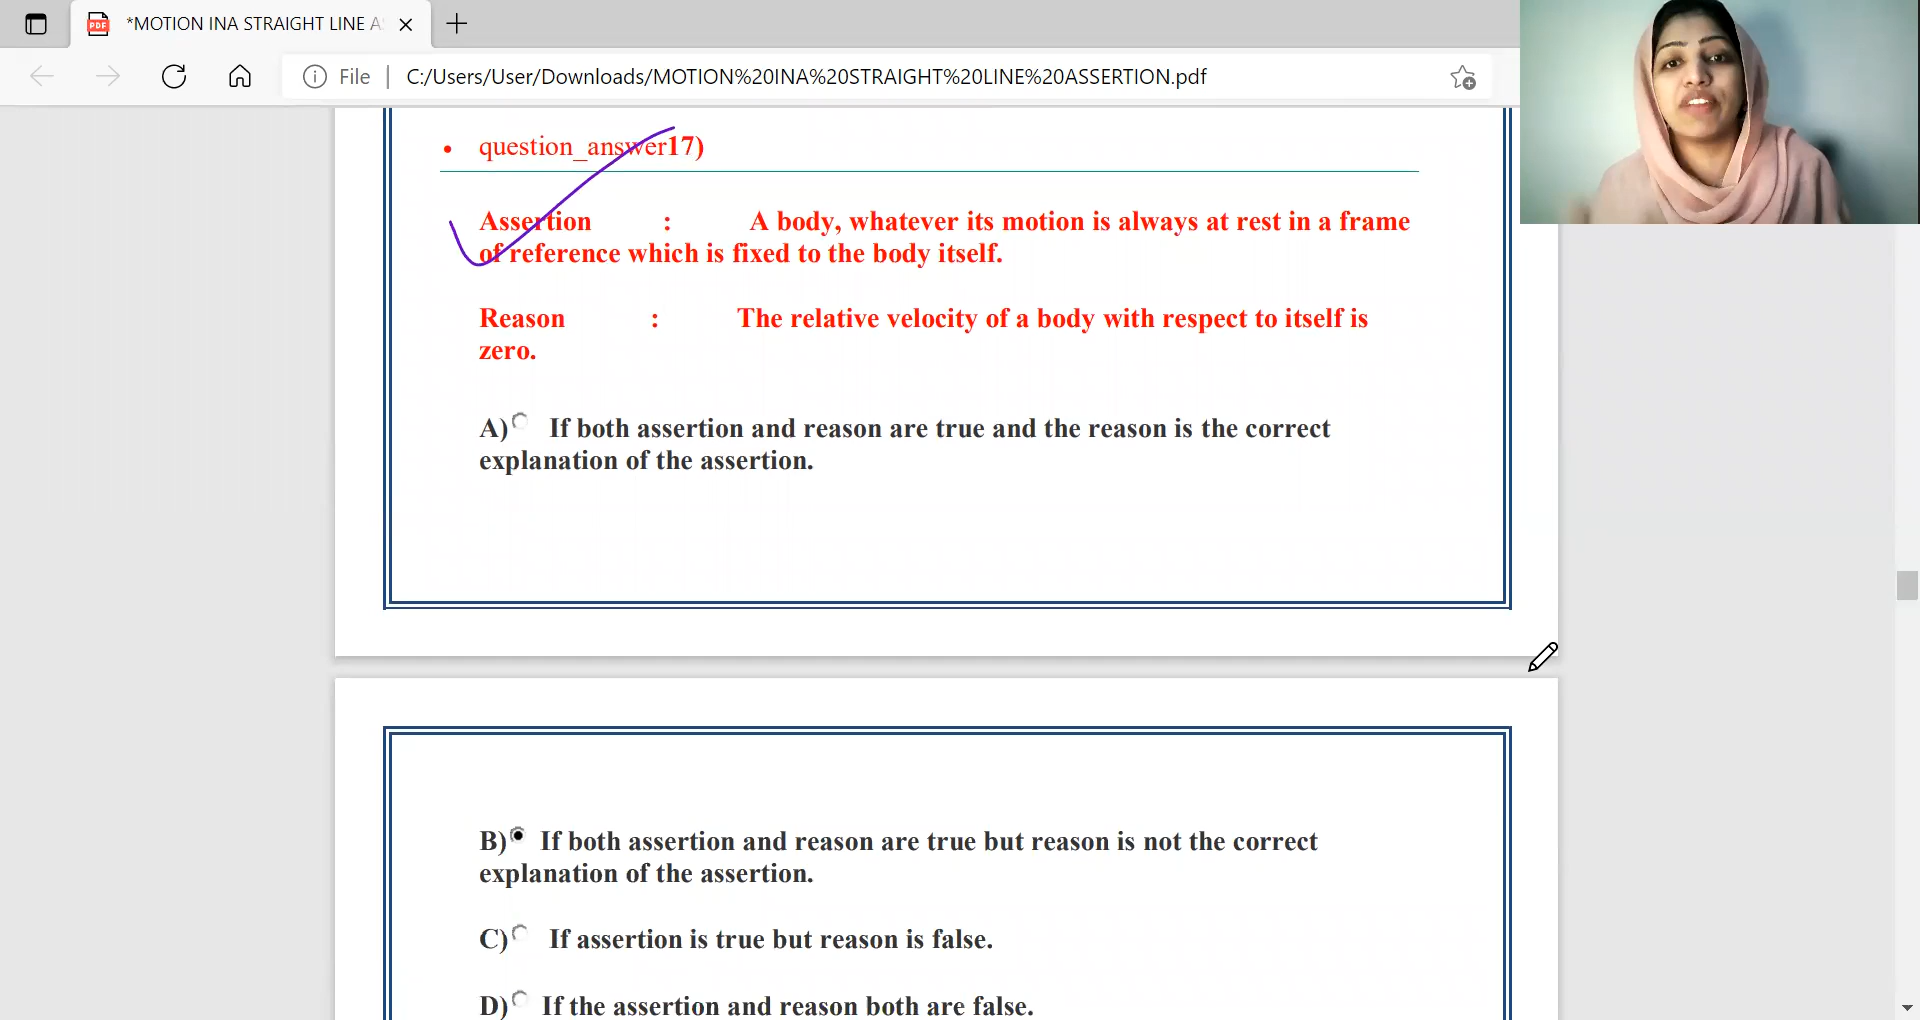 *MOTION INA STRAIGHT LINE A
File | C:/Users/User/Downloads/MOTION%20INA%20STRAIGHT%20LINE%20ASSERTION.pdf
• question_answer17)
Assertion : A body, whatever its motion is always at rest in a frame
of reference which is fixed to the body itself.
Reason : The relative velocity of a body with respect to itself is
zero.
A) If both assertion and reason are true and the reason is the correct
explanation of the assertion.
B) If both assertion and reason are true but reason is not the correct
explanation of the assertion.
C) If assertion is true but reason is false.
D) If the assertion and reason both are false.